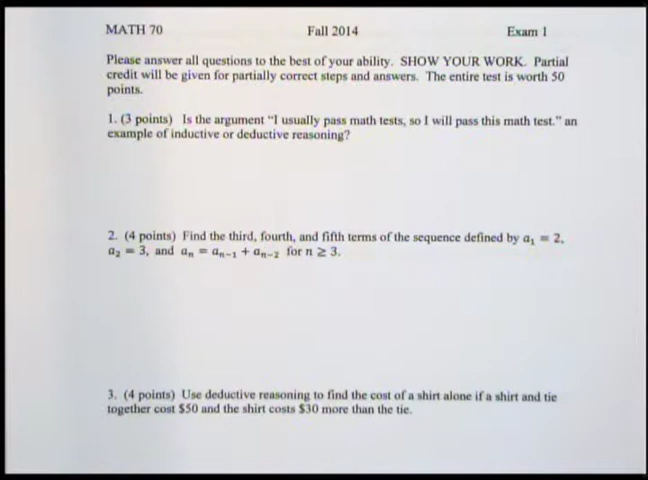 MATH 70 Fall 2014 Exam 1
Please answer all questions to the best of your ability. SHOW YOUR WORK. Partial
credit will be given for partially correct steps and answers. The entire test is worth 50
points.
1. (3 points) Is the argument “I usually pass math tests, so I will pass this math test.” an
example of inductive or deductive reasoning?
2. (4 points) Find the third, fourth, and fifth terms of the sequence defined by a₁ = 2,
a₂ = 3, and aₙ = aₙ₋₁ + aₙ₋₂ for n ≥ 3.
3. (4 points) Use deductive reasoning to find the cost of a shirt alone if a shirt and tie
together cost $50 and the shirt costs $30 more than the tie.